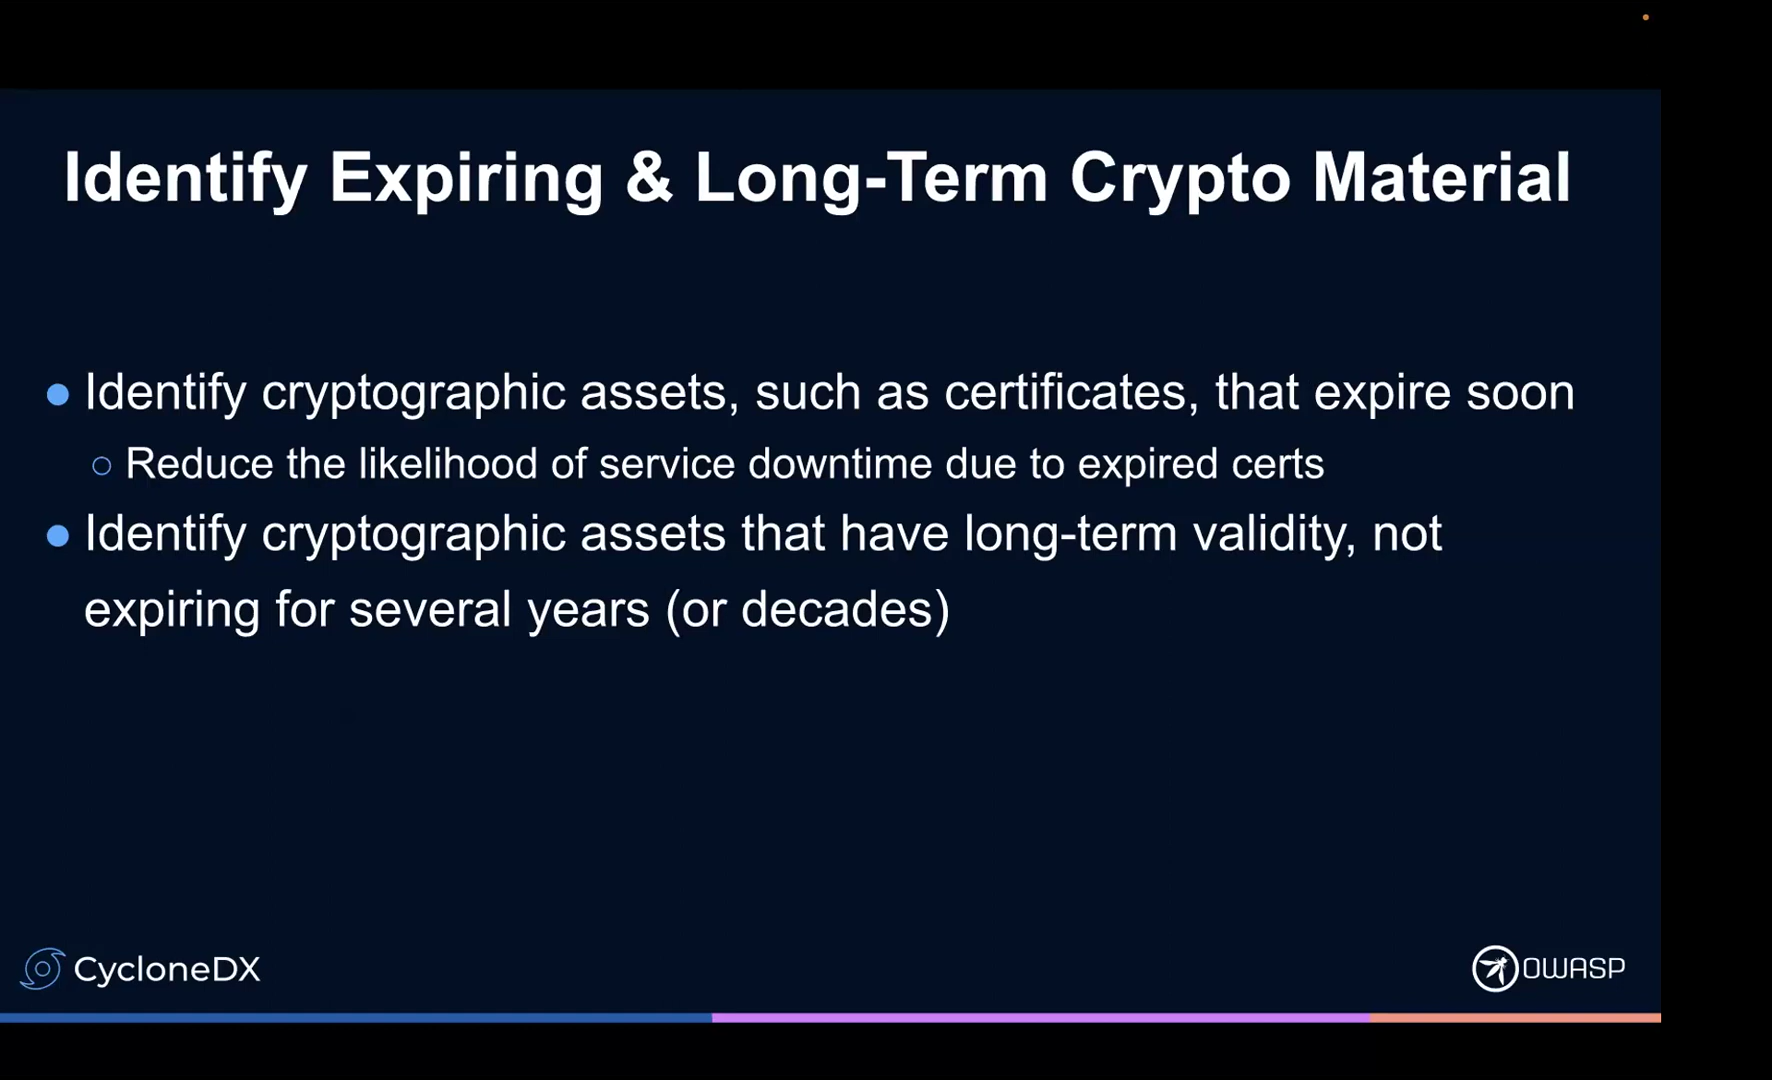 Identify Expiring & Long-Term Crypto Material
● Identify cryptographic assets, such as certificates, that expire soon
○ Reduce the likelihood of service downtime due to expired certs
● Identify cryptographic assets that have long-term validity, not
expiring for several years (or decades)
CycloneDX
OWASP